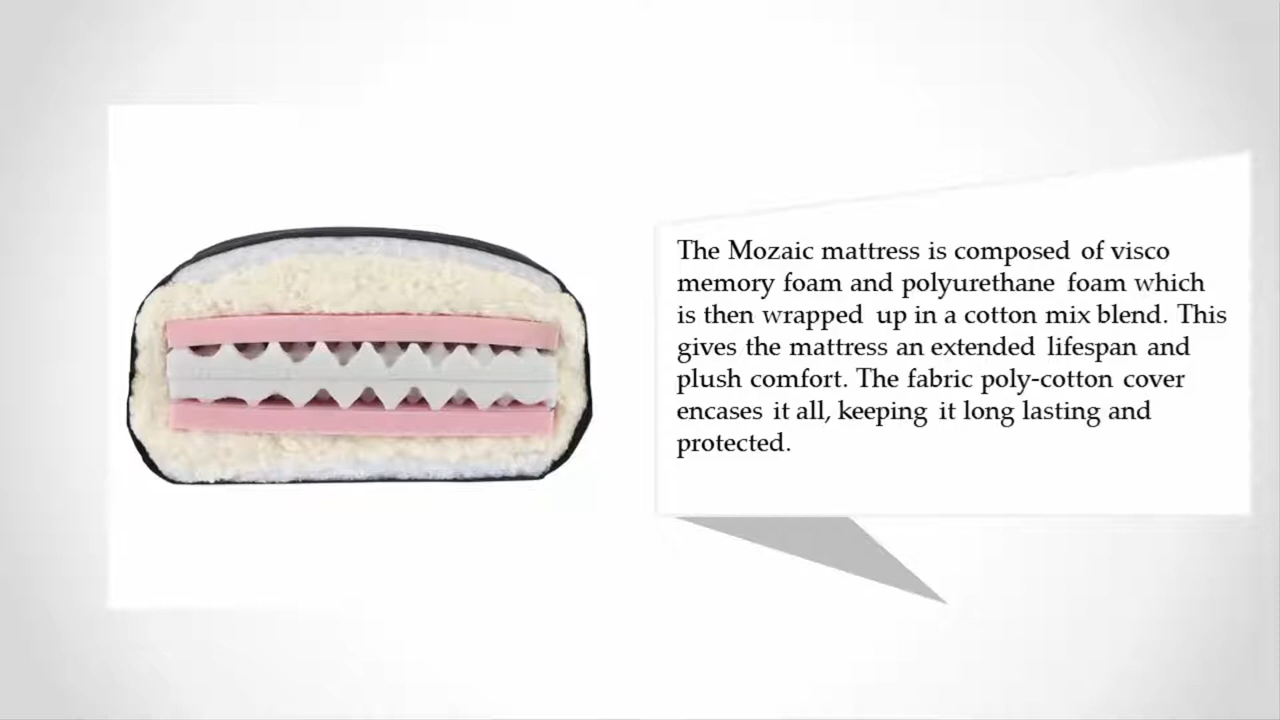 The Mozaic mattress is composed of visco
memory foam and polyurethane foam which
is then wrapped up in a cotton mix blend. This
gives the mattress an extended lifespan and
plush comfort. The fabric poly-cotton cover
encases it all, keeping it long lasting and
protected.